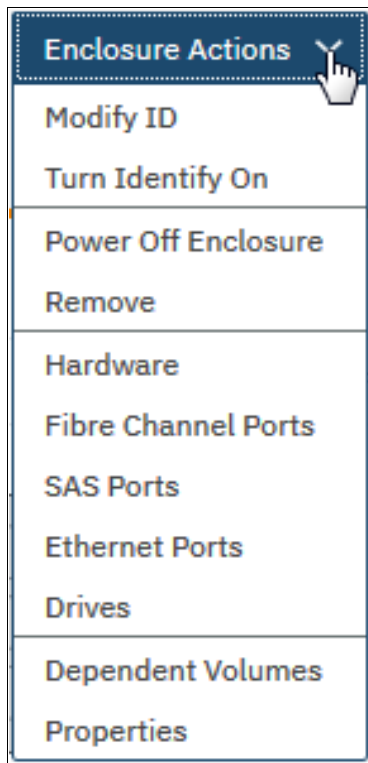 Enclosure Actions
Modify ID
Turn Identify On
Power Off Enclosure
Remove
Hardware
Fibre Channel Ports
SAS Ports
Ethernet Ports
Drives
Dependent Volumes
Properties